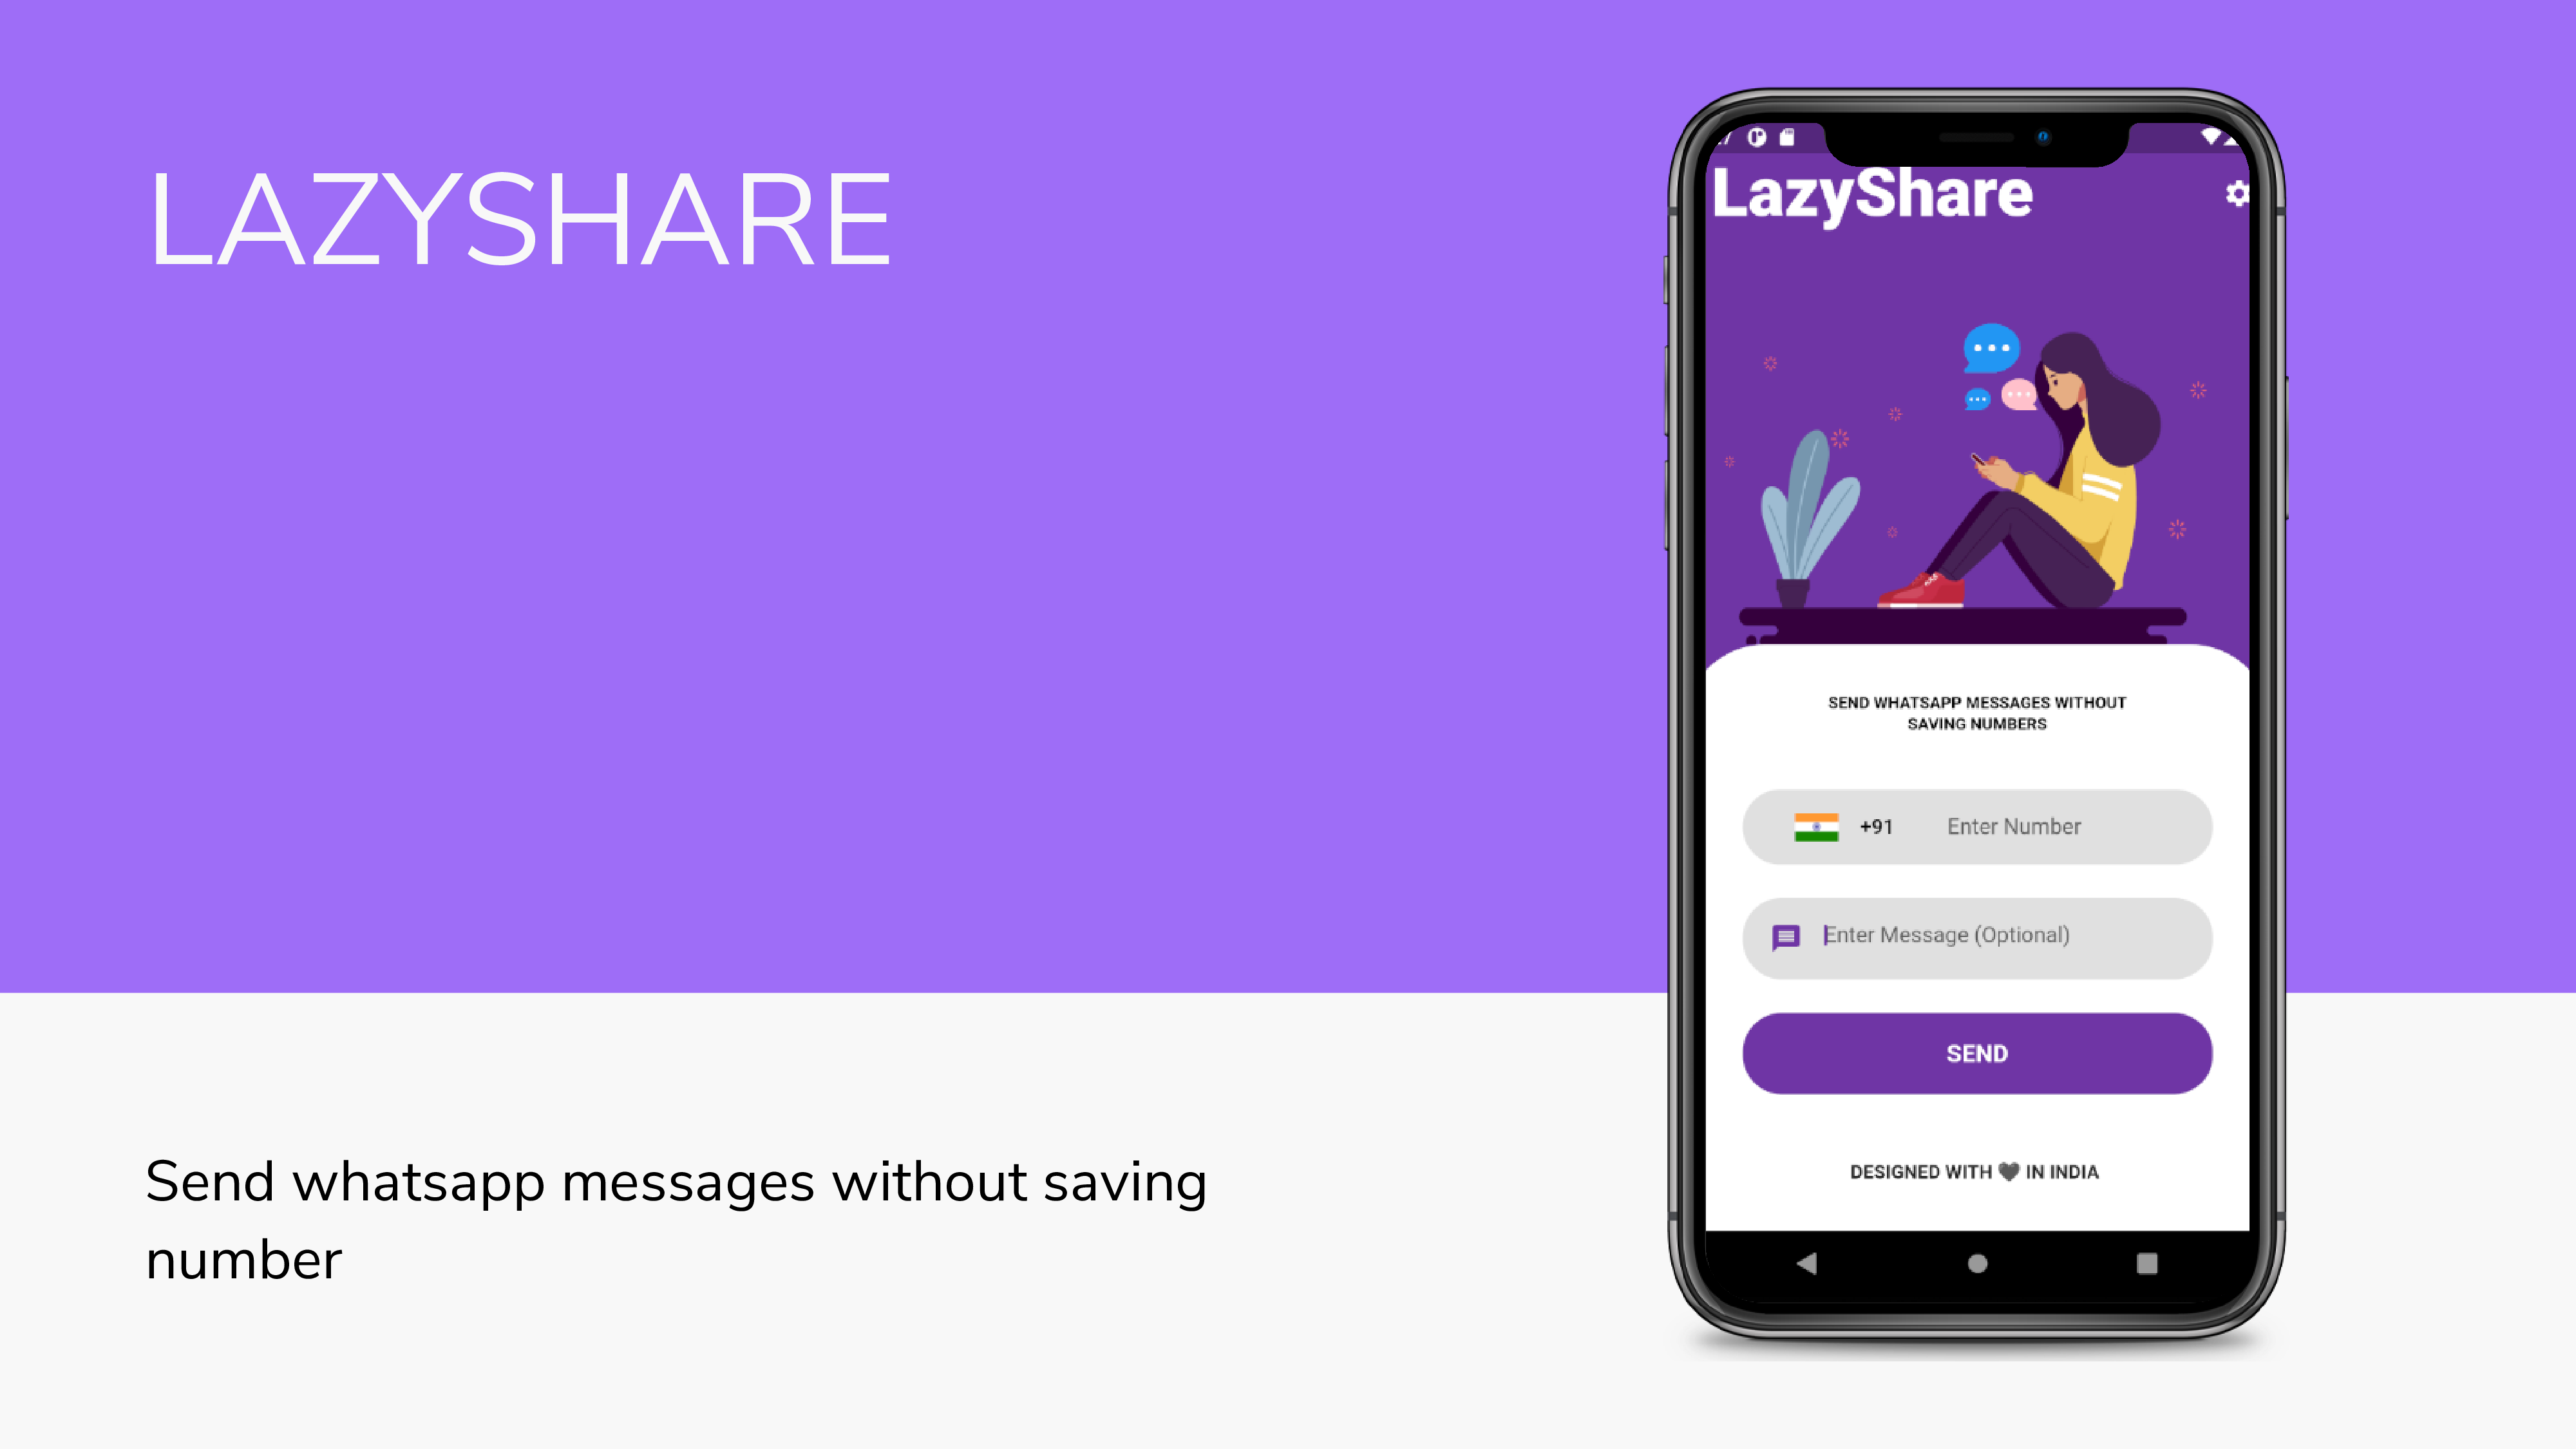 LAZYSHARE
Send whatsapp messages without saving
number
LazyShare
SEND WHATSAPP MESSAGES WITHOUT
SAVING NUMBERS
+91 Enter Number
Enter Message (Optional)
SEND
DESIGNED WITH 🖤 IN INDIA